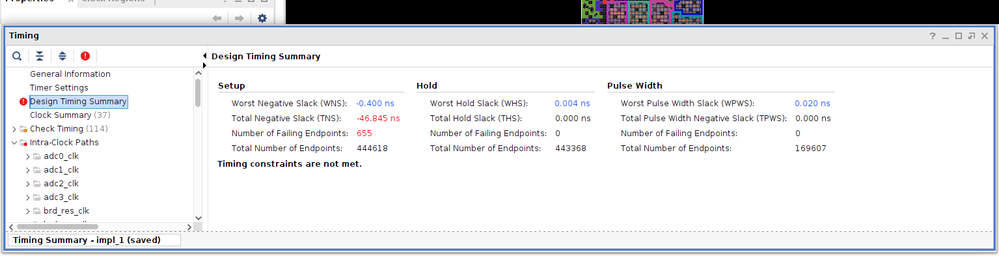 Properties
Clock Regions
Timing
Design Timing Summary
General Information
Timer Settings
Design Timing Summary
Clock Summary (37)
Check Timing (114)
Intra-Clock Paths
adc0_clk
adc1_clk
adc2_clk
adc3_clk
brd_res_clk
Setup
Worst Negative Slack (WNS): -0.400 ns
Total Negative Slack (TNS): -46.845 ns
Number of Failing Endpoints: 655
Total Number of Endpoints: 444618
Hold
Worst Hold Slack (WHS): 0.004 ns
Total Hold Slack (THS): 0.000 ns
Number of Failing Endpoints: 0
Total Number of Endpoints: 443368
Pulse Width
Worst Pulse Width Slack (WPWS): 0.020 ns
Total Pulse Width Negative Slack (TPWS): 0.000 ns
Number of Failing Endpoints: 0
Total Number of Endpoints: 169607
Timing constraints are not met.
Timing Summary - impl_1 (saved)